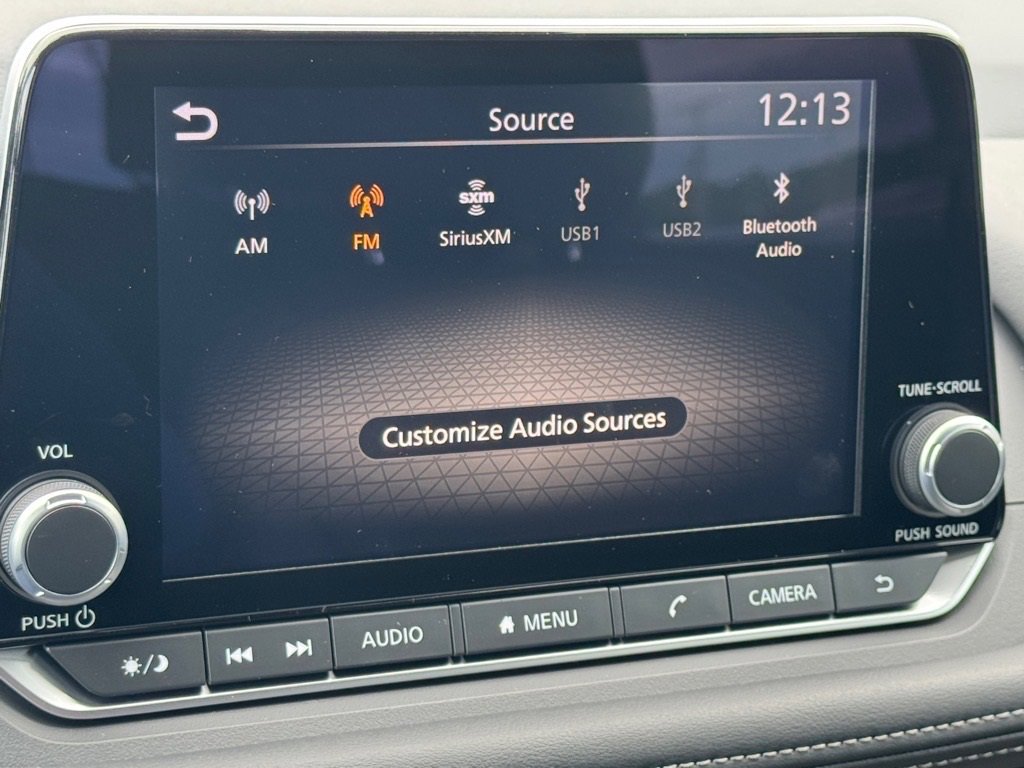 Source
12:13
AM
FM
sxm
SiriusXM
USB1
USB2
Bluetooth
Audio
Customize Audio Sources
VOL
PUSH
TUNE·SCROLL
PUSH SOUND
AUDIO
MENU
CAMERA